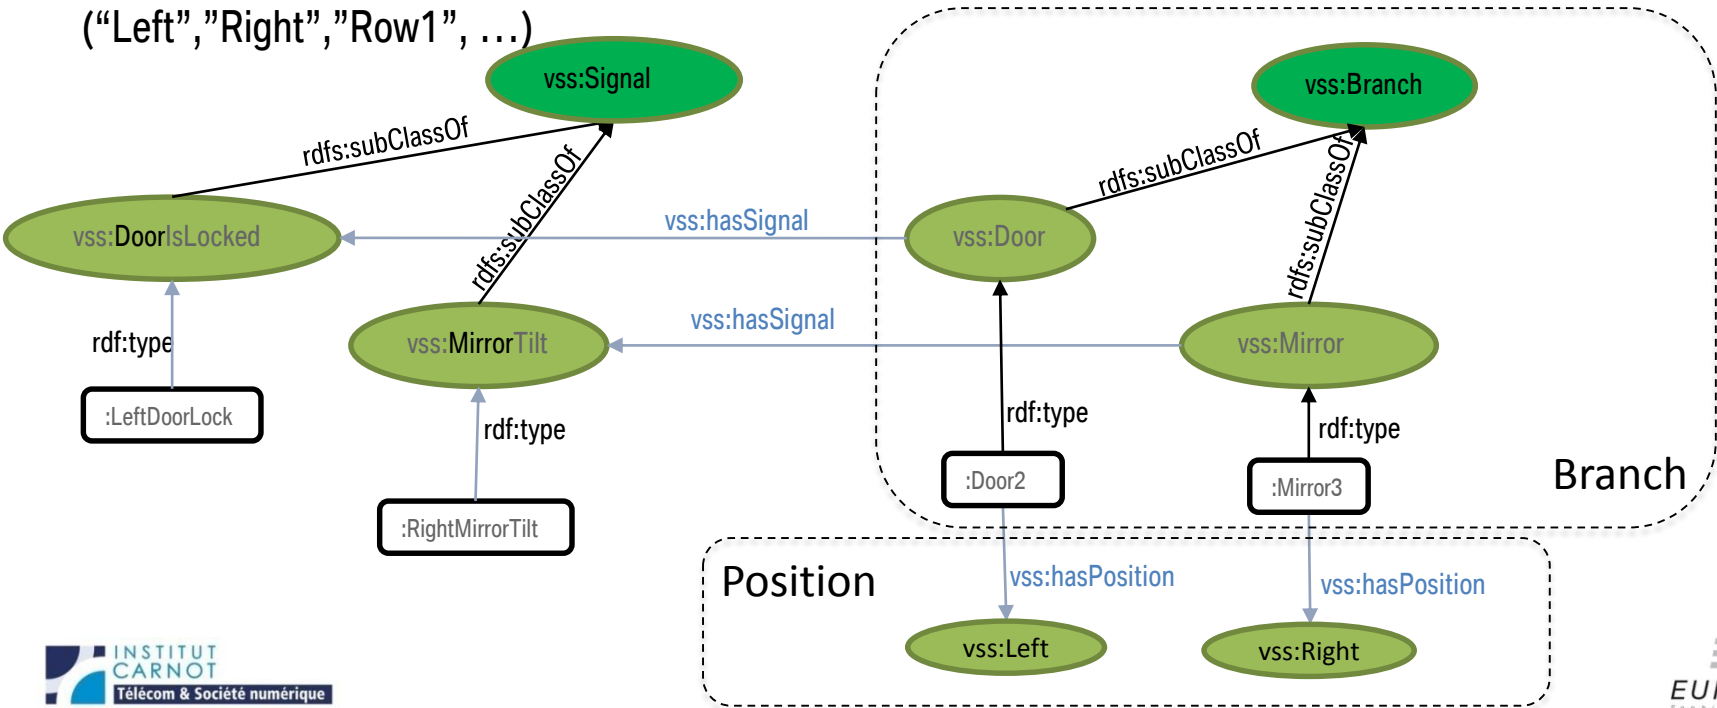 (“Left”,”Right”,”Row1”, …)
vss:Signal
vss:Branch
rdfs:subClassOf
rdfs:subClassOf
rdfs:subClassOf
rdfs:subClassOf
vss:DoorIsLocked
vss:hasSignal
vss:Door
vss:MirrorTilt
vss:hasSignal
vss:Mirror
rdf:type
:LeftDoorLock
rdf:type
rdf:type
rdf:type
:Door2
:Mirror3
Branch
:RightMirrorTilt
Position
vss:hasPosition
vss:hasPosition
vss:Left
vss:Right
INSTITUT
CARNOT
Télécom & Société numérique